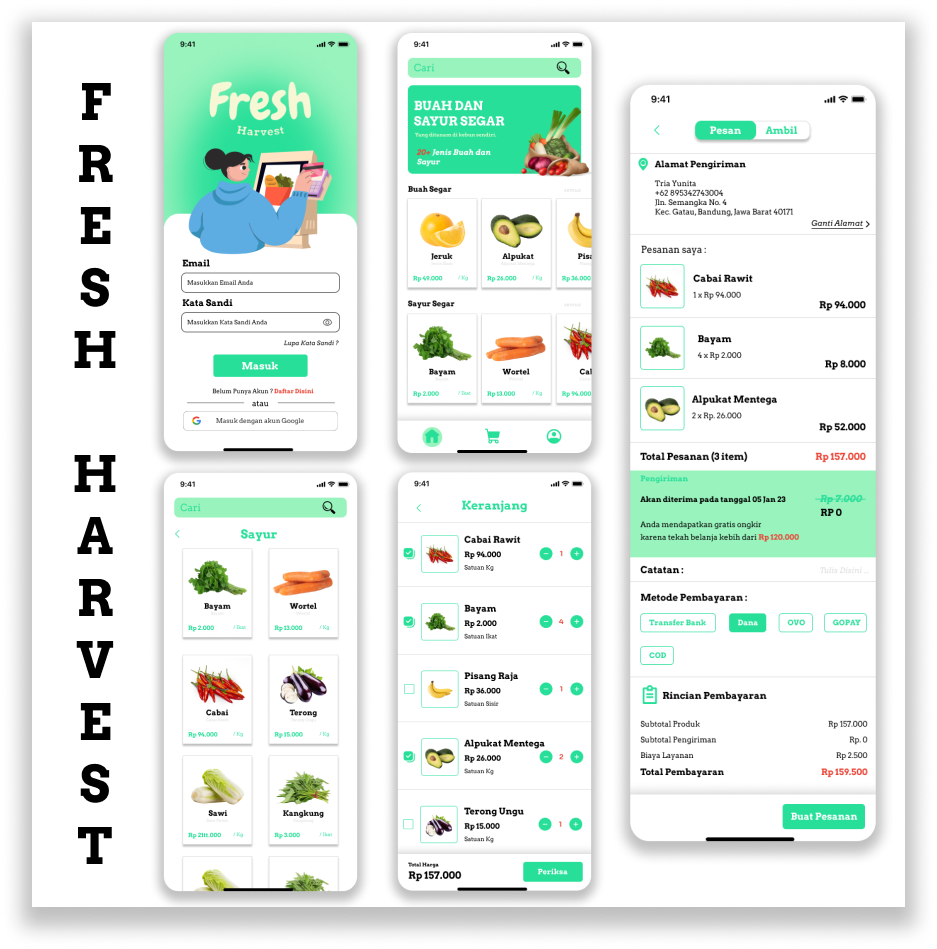 FRESH HARVEST
9:41
Fresh
Harvest
Email
Masukkan Email Anda
Kata Sandi
Masukkan Kata Sandi Anda
Lupa Kata Sandi ?
Masuk
Belum Punya Akun ? Daftar Disini
atau
Masuk dengan akun Google
9:41
Cari
BUAH DAN
SAYUR SEGAR
Yang ditanam di kebun sendiri
20+ Jenis Buah dan
Sayur
Buah Segar
Jeruk
Rp 49.000 / Kg
Alpukat
Rp 26.000 / Kg
Pisa
Rp 36.000
Sayur Segar
Bayam
Rp 2.000 / Ikat
Wortel
Rp 13.000 / Kg
Cal
Rp 94.000
9:41
Cari
Sayur
Bayam
Rp 2.000 / Ikat
Wortel
Rp 13.000 / Kg
Cabai
Rp 94.000 / Kg
Terong
Rp 15.000 / Kg
Sawi
/ Kg
Kangkung
Rp 3.000 / Ikat
9:41
Keranjang
Cabai Rawit
Rp 94.000
Satuan Kg
1
Bayam
Rp 2.000
Satuan Ikat
4
Pisang Raja
Rp 36.000
Satuan Sisir
1
Alpukat Mentega
Rp 26.000
Satuan Kg
2
Terong Ungu
Rp 15.000
Satuan Kg
1
Total Harga
Rp 157.000
Periksa
9:41
Pesan Ambil
Alamat Pengiriman
Tria Yunita
+62 895342743004
Jln. Semangka No. 4
Kec. Gatau, Bandung, Jawa Barat 40171
Ganti Alamat
Pesanan saya :
Cabai Rawit
1 x Rp 94.000
Rp 94.000
Bayam
4 x Rp 2.000
Rp 8.000
Alpukat Mentega
2 x Rp. 26.000
Rp 52.000
Total Pesanan (3 item) Rp 157.000
Pengiriman
Akan diterima pada tanggal 05 Jan 23 Rp 7.000
RP 0
Anda mendapatkan gratis ongkir
karena tekah belanja kebih dari Rp 120.000
Catatan : Tulis Disini ...
Metode Pembayaran :
Transfer Bank Dana OVO GOPAY
COD
Rincian Pembayaran
Subtotal Produk Rp 157.000
Subtotal Pengiriman Rp. 0
Biaya Layanan Rp 2.500
Total Pembayaran Rp 159.500
Buat Pesanan